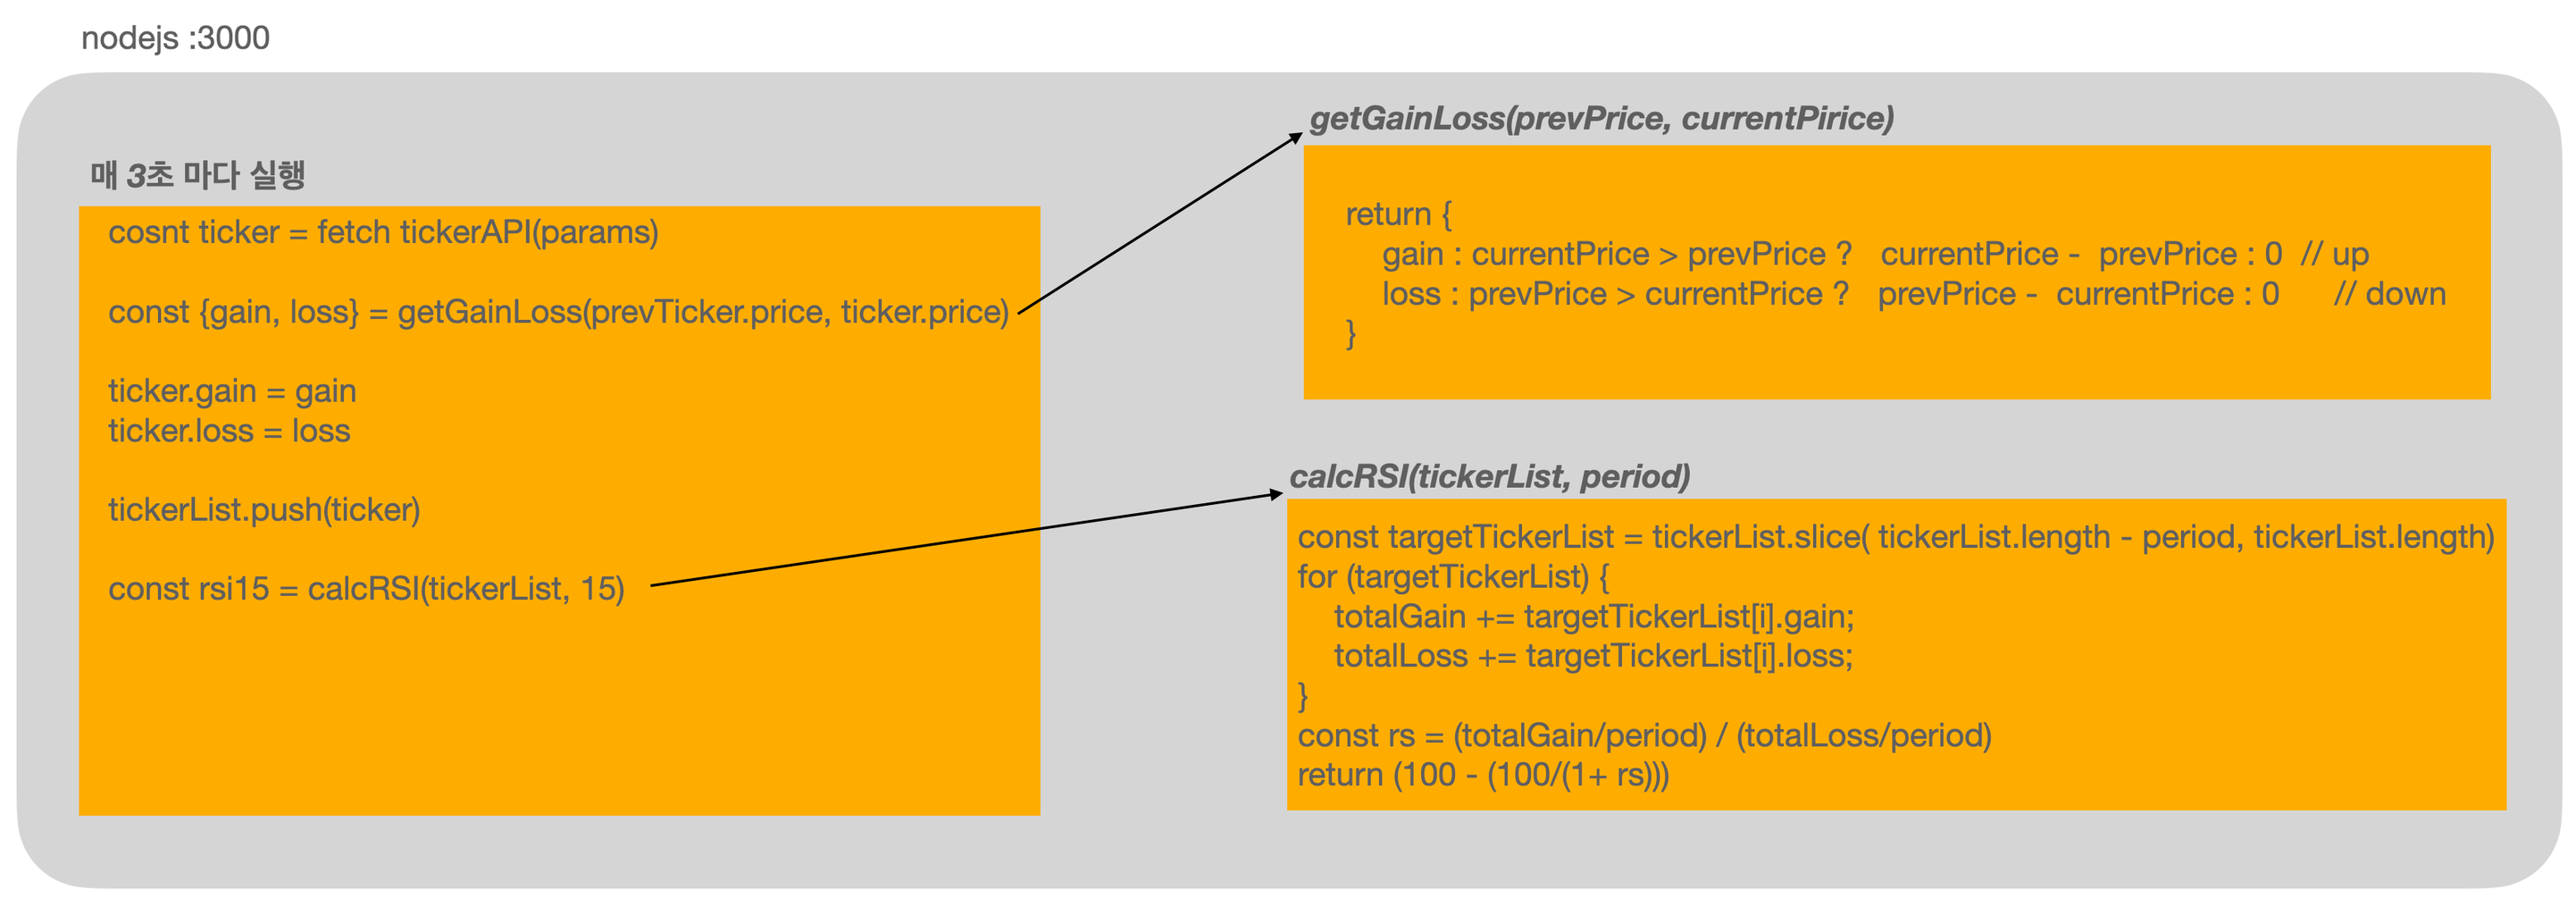 nodejs :3000
매 3초 마다 실행
cosnt ticker = fetch tickerAPI(params)
const {gain, loss} = getGainLoss(prevTicker.price, ticker.price)
ticker.gain = gain
ticker.loss = loss
tickerList.push(ticker)
const rsi15 = calcRSI(tickerList, 15)
getGainLoss(prevPrice, currentPirice)
return {
gain : currentPrice > prevPrice ? currentPrice - prevPrice : 0 // up
loss : prevPrice > currentPrice ? prevPrice - currentPrice : 0 // down
}
calcRSI(tickerList, period)
const targetTickerList = tickerList.slice( tickerList.length - period, tickerList.length)
for (targetTickerList) {
totalGain += targetTickerList[i].gain;
totalLoss += targetTickerList[i].loss;
}
const rs = (totalGain/period) / (totalLoss/period)
return (100 - (100/(1+ rs)))